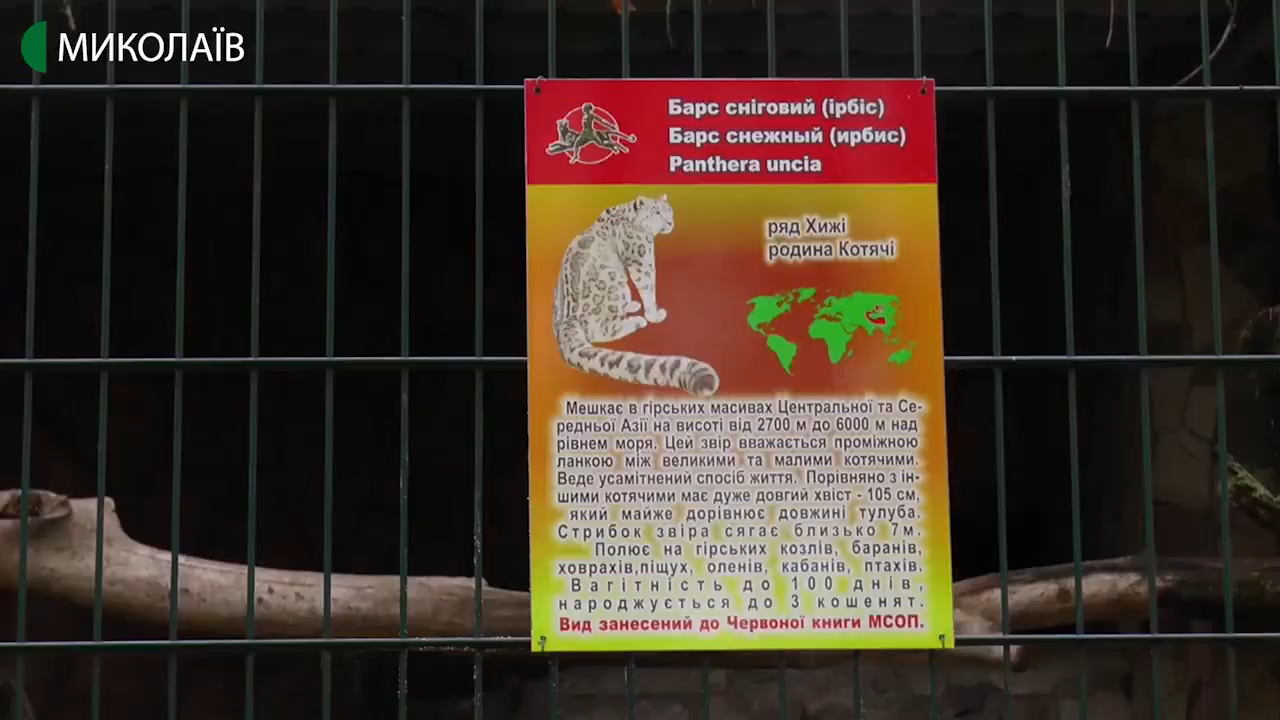 МИКОЛАЇВ
Барс сніговий (ірбіс)
Барс снежный (ирбис)
Panthera uncia
ряд Хижі
родина Котячі
Мешкає в гірських масивах Центральної та Се-
редньої Азії на висоті від 2700 м до 6000 м над
рівнем моря. Цей звір вважається проміжною
ланкою між великими та малими котячими.
Веде усамітнений спосіб життя. Порівняно з ін-
шими котячими має дуже довгий хвіст - 105 см,
який майже дорівнює довжині тулуба.
Стрибок звіра сягає близько 7м.
Полює на гірських козлів, баранів,
ховрахів,піщух, оленів, кабанів, птахів.
Вагітність до 100 днів,
народжується до 3 кошенят.
Вид занесений до Червоної книги МСОП.